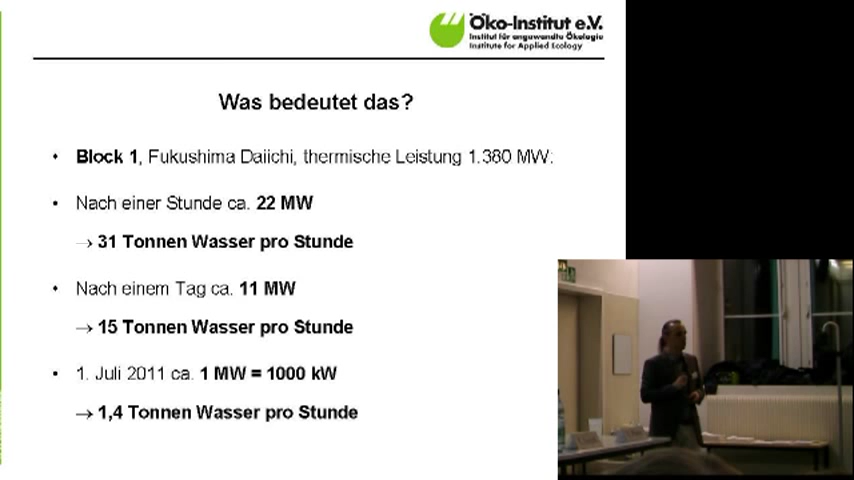 Öko-Institut e.V.
Institut für angewandte Ökologie
Institute for Applied Ecology
Was bedeutet das?
• Block 1, Fukushima Daiichi, thermische Leistung 1.380 MW:
• Nach einer Stunde ca. 22 MW
→ 31 Tonnen Wasser pro Stunde
• Nach einem Tag ca. 11 MW
→ 15 Tonnen Wasser pro Stunde
• 1. Juli 2011 ca. 1 MW = 1000 kW
→ 1,4 Tonnen Wasser pro Stunde